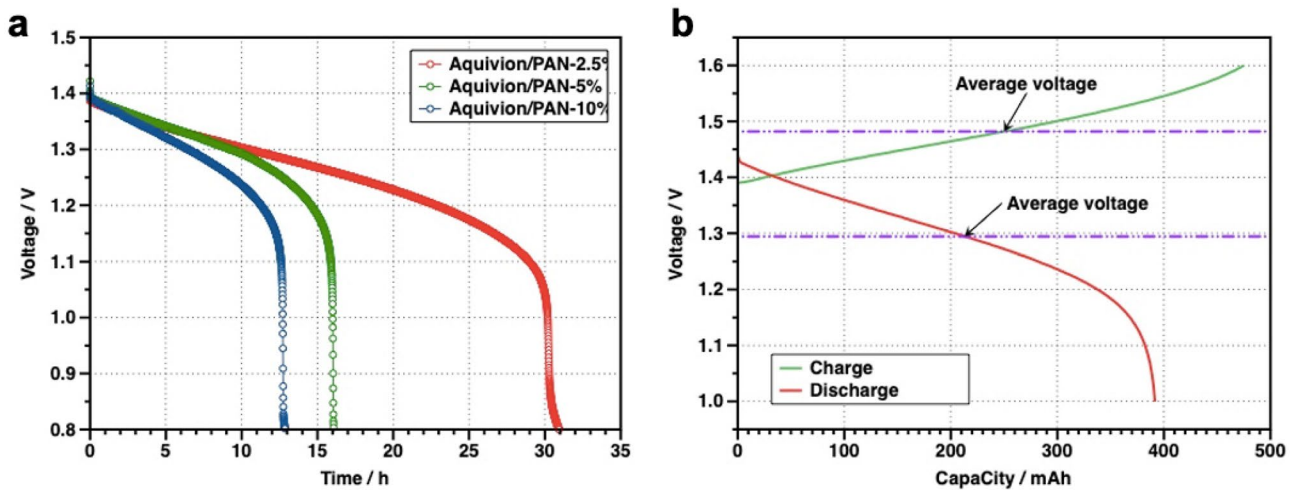 a
1.5
1.4
1.3
1.2
1.1
1.0
0.9
0.8
Voltage / V
Aquivion/PAN-2.5%
Aquivion/PAN-5%
Aquivion/PAN-10%
0 5 10 15 20 25 30 35
Time / h
b
1.6
1.5
1.4
1.3
1.2
1.1
1.0
Voltage / V
Average voltage
Average voltage
Charge
Discharge
0 100 200 300 400 500
CapaCity / mAh